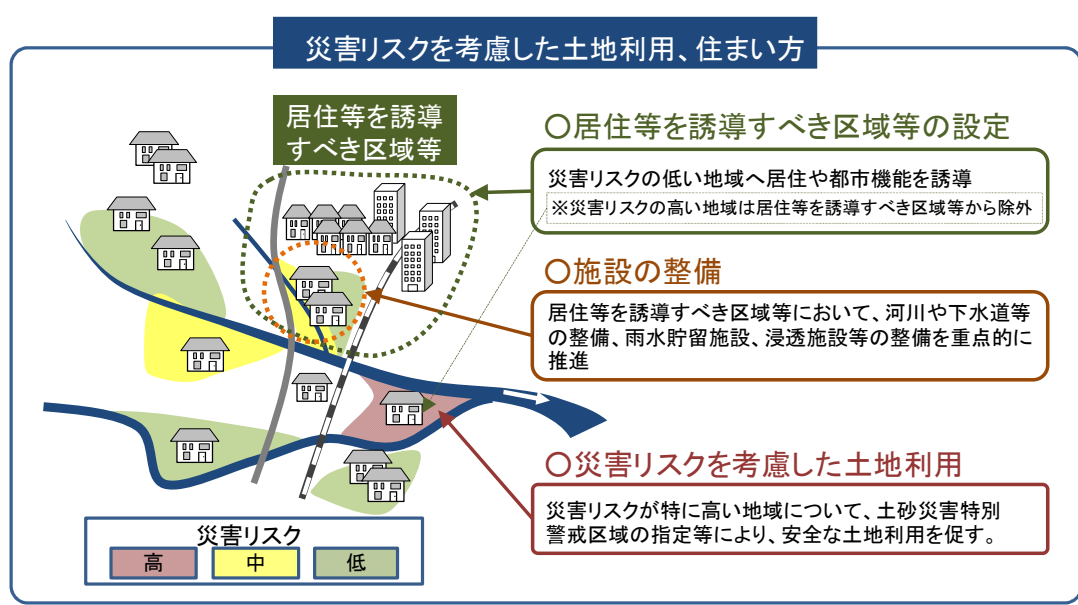 災害リスクを考慮した土地利用、住まい方
居住等を誘導
すべき区域等
〇居住等を誘導すべき区域等の設定
災害リスクの低い地域へ居住や都市機能を誘導
※災害リスクの高い地域は居住等を誘導すべき区域等から除外
〇施設の整備
居住等を誘導すべき区域等において、河川や下水道等
の整備、雨水貯留施設、浸透施設等の整備を重点的に
推進
〇災害リスクを考慮した土地利用
災害リスクが特に高い地域について、土砂災害特別
警戒区域の指定等により、安全な土地利用を促す。
災害リスク
高
中
低